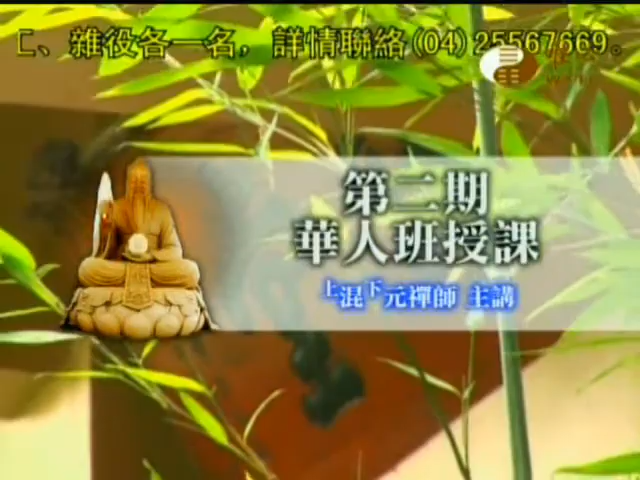 工、雜役各一名，詳情聯絡(04)25567669。
第二期
華人班授課
上混下元禪師 主講